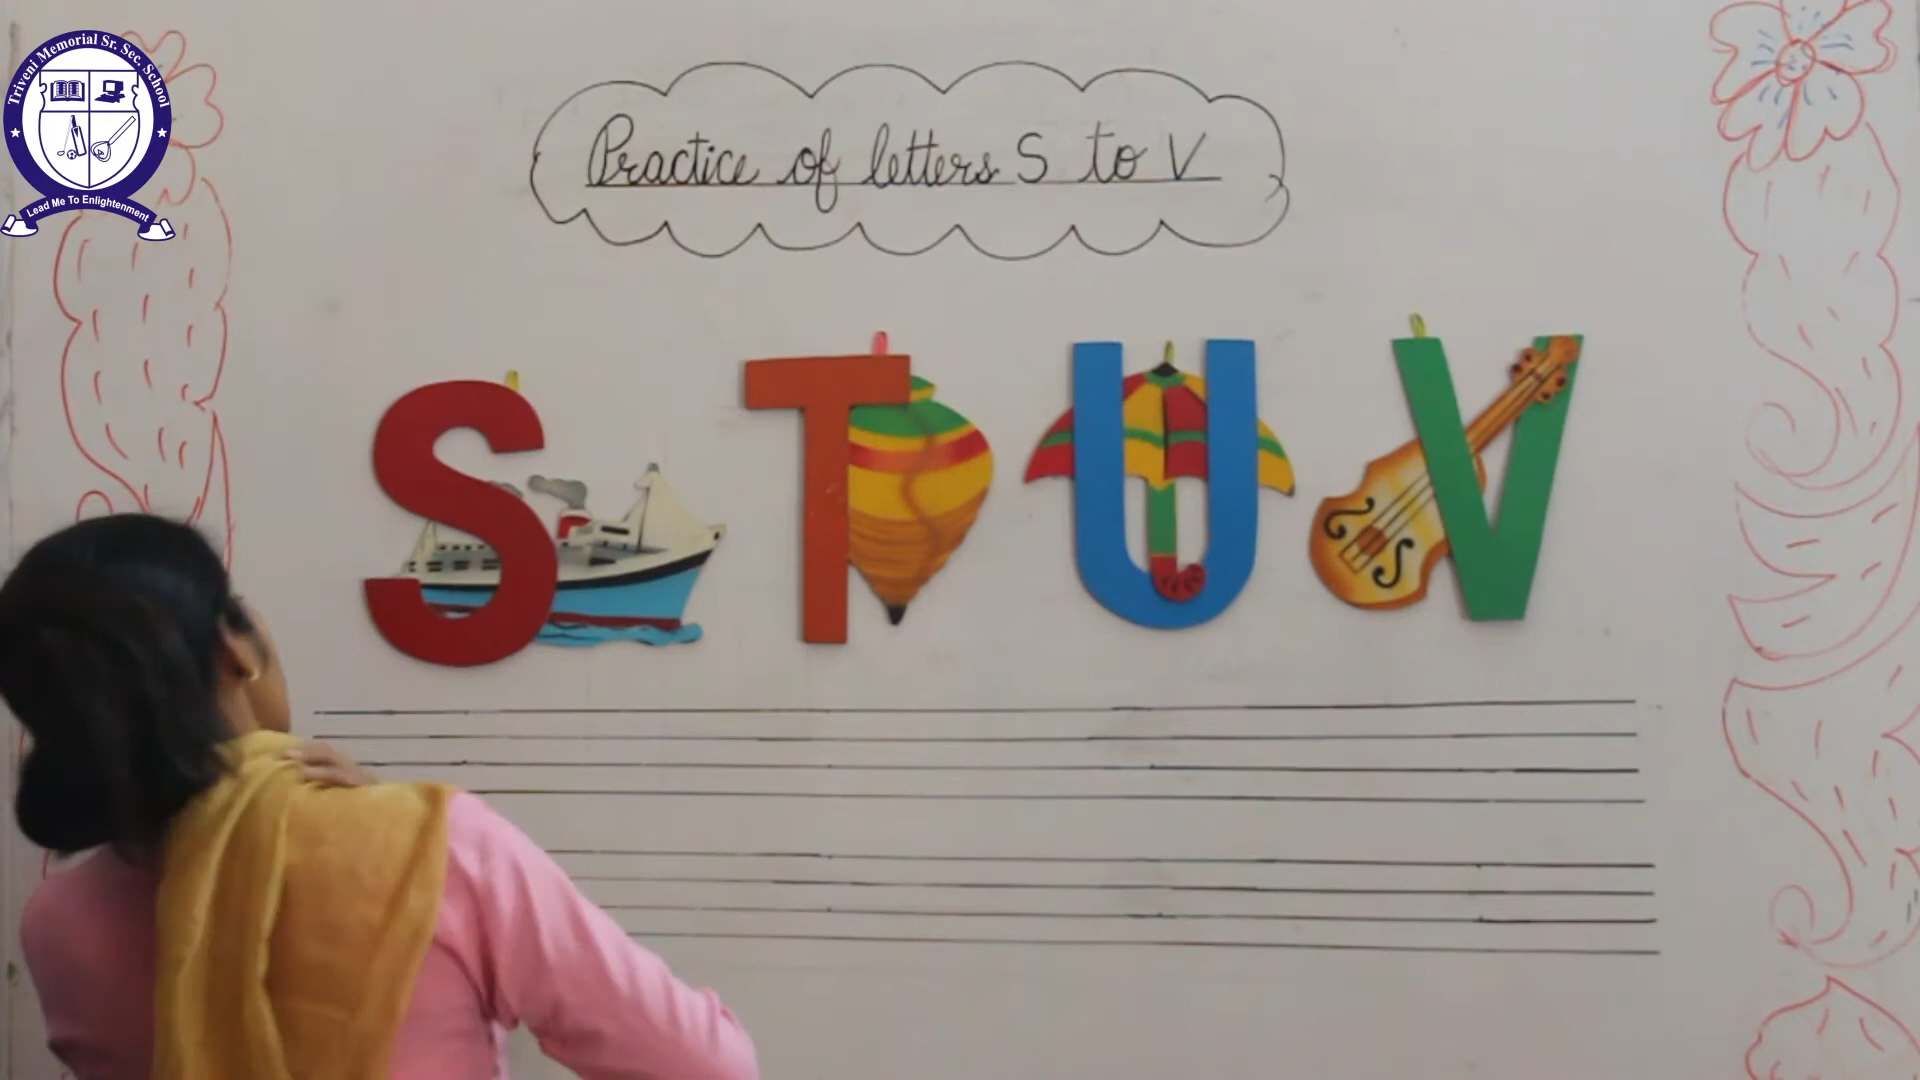 Triveni Memorial Sr. Sec. School
Lead Me To Enlightenment
Practice of letters S to V
S T U V